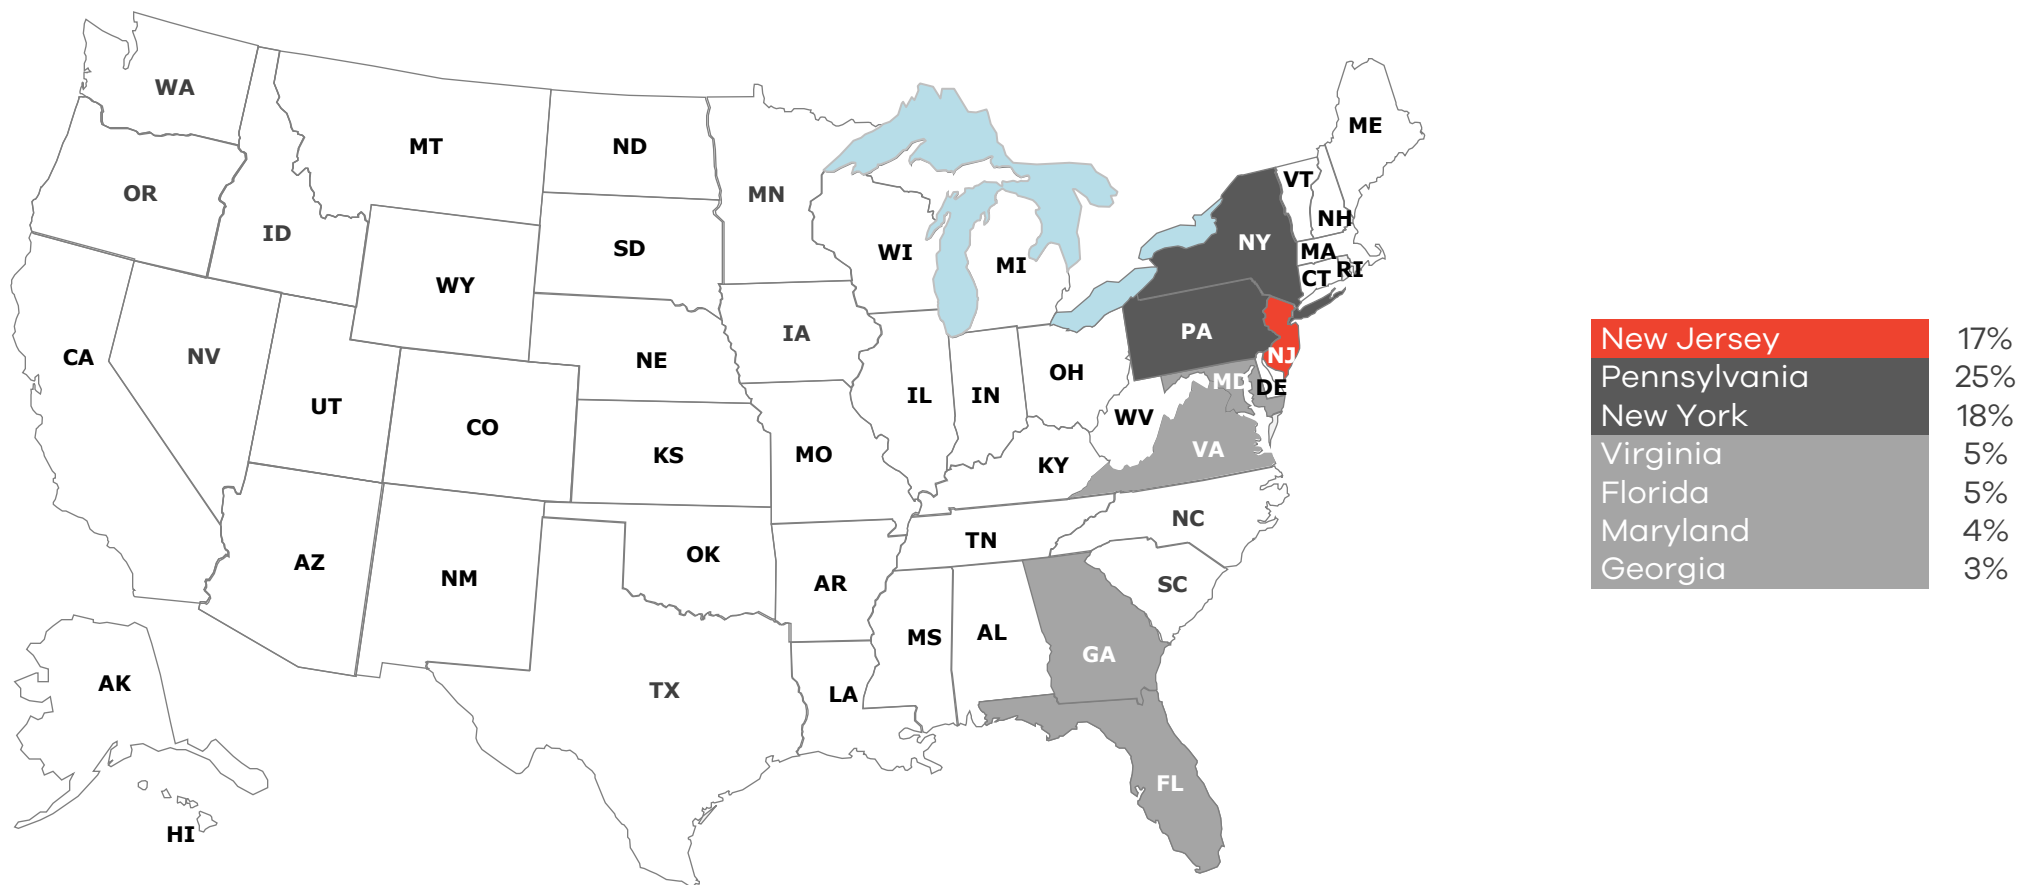 WA
MT
ND
MN
OR
ID
SD
WY
WI
MI
ME
VT
NH
NY
MA
CT
RI
PA
NJ
MD
DE
CA
NV
UT
CO
NE
IA
IL
IN
OH
WV
VA
KS
MO
KY
AZ
NM
OK
AR
TN
NC
SC
MS
AL
GA
TX
LA
FL
AK
HI
New Jersey 17%
Pennsylvania 25%
New York 18%
Virginia 5%
Florida 5%
Maryland 4%
Georgia 3%